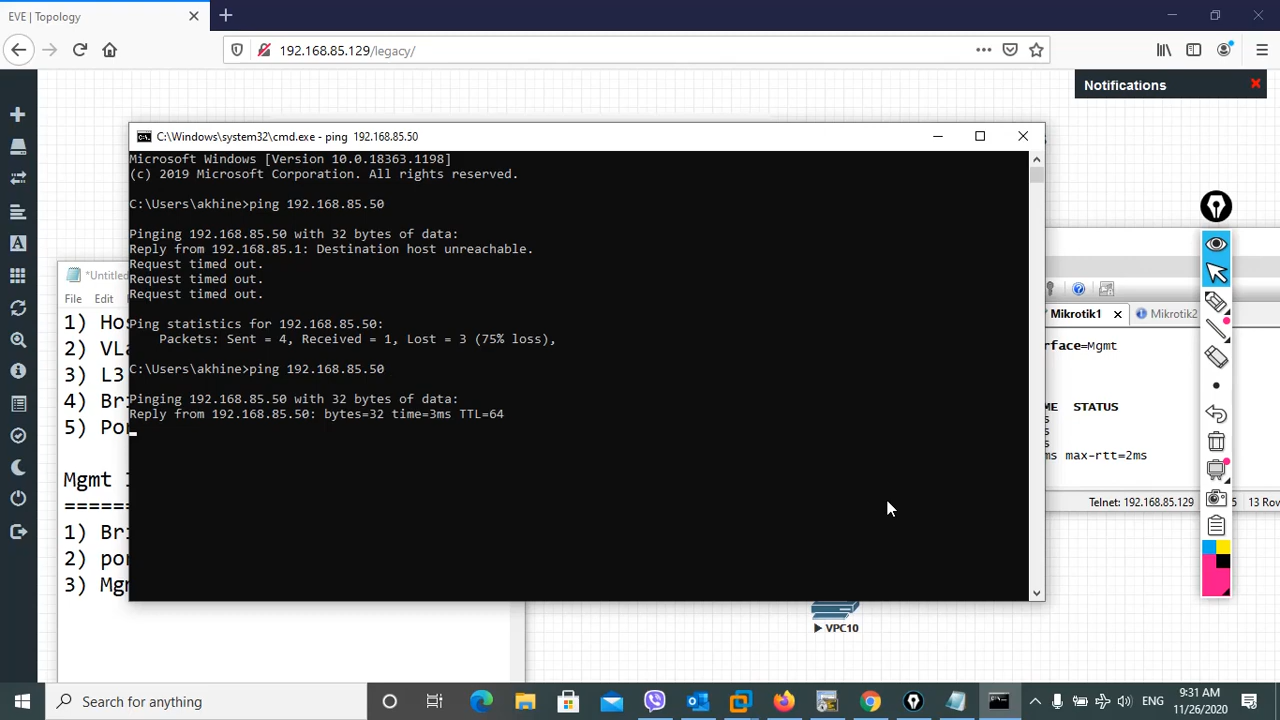 EVE | Topology
192.168.85.129/legacy/
Notifications
C:\Windows\system32\cmd.exe - ping 192.168.85.50
Microsoft Windows [Version 10.0.18363.1198]
(c) 2019 Microsoft Corporation. All rights reserved.
C:\Users\akhine>ping 192.168.85.50
Pinging 192.168.85.50 with 32 bytes of data:
Reply from 192.168.85.1: Destination host unreachable.
Request timed out.
Request timed out.
Request timed out.
Ping statistics for 192.168.85.50:
Packets: Sent = 4, Received = 1, Lost = 3 (75% loss),
C:\Users\akhine>ping 192.168.85.50
Pinging 192.168.85.50 with 32 bytes of data:
Reply from 192.168.85.50: bytes=32 time=3ms TTL=64
*Untitled
File Edit
1) Ho
2) VL
3) L3
4) Br
5) Po
Mgmt
======
1) Br
2) por
3) Mg
Mikrotik1
Mikrotik2
rface=Mgmt
ME STATUS
s
s
s
ms max-rtt=2ms
Telnet: 192.168.85.129
5
13 Row
VPC10
Search for anything
ENG
9:31 AM
11/26/2020